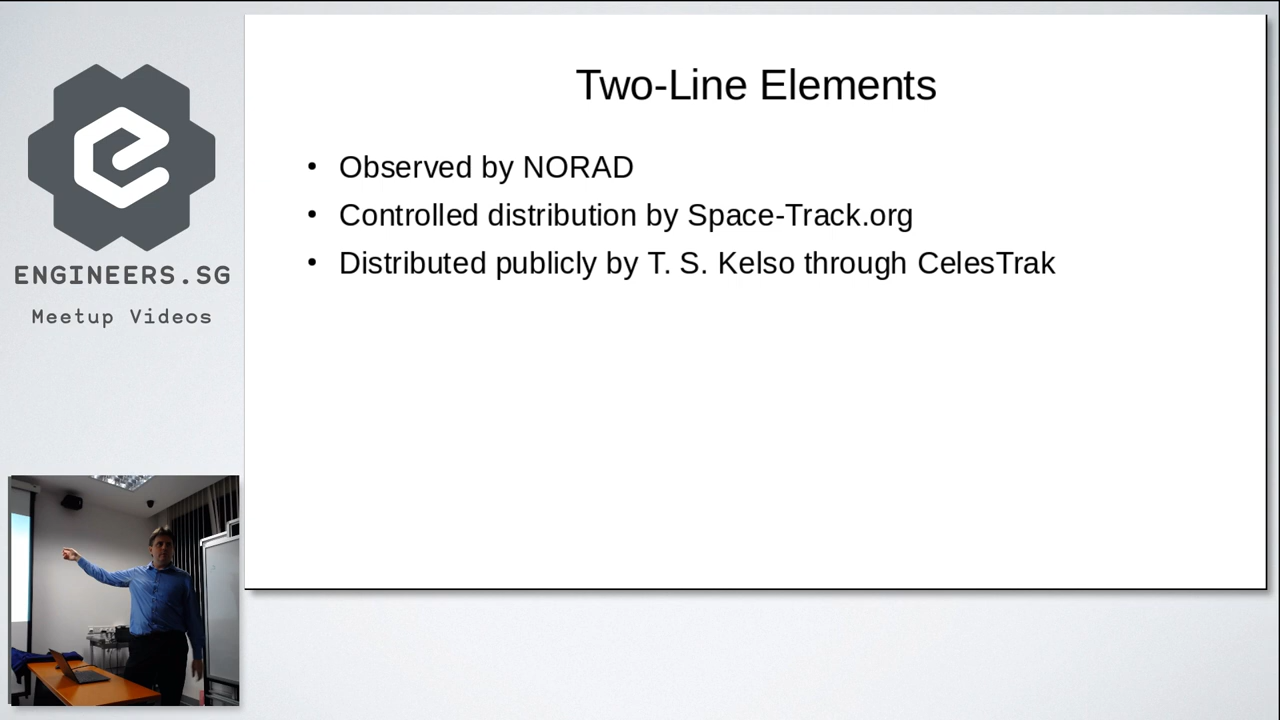 ENGINEERS.SG
Meetup Videos
Two-Line Elements
• Observed by NORAD
• Controlled distribution by Space-Track.org
• Distributed publicly by T. S. Kelso through CelesTrak